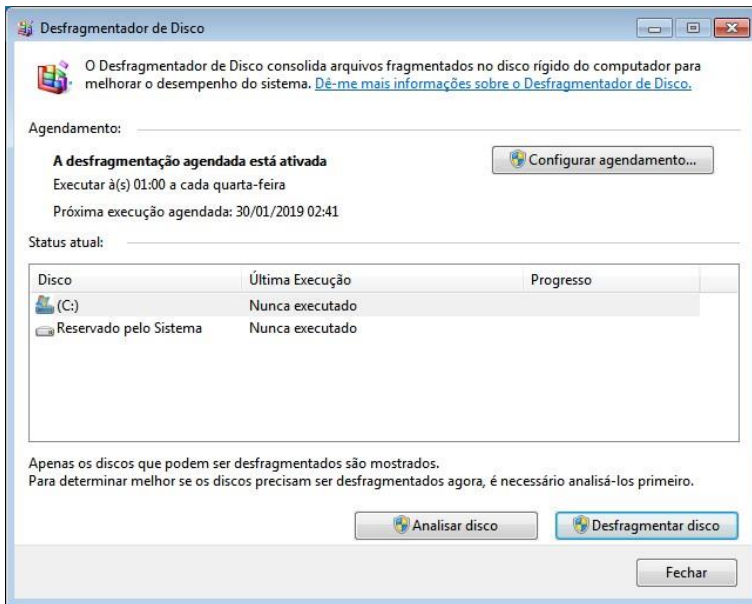 Desfragmentador de Disco
O Desfragmentador de Disco consolida arquivos fragmentados no disco rígido do computador para
melhorar o desempenho do sistema. Dê-me mais informações sobre o Desfragmentador de Disco.
Agendamento:
A desfragmentação agendada está ativada
Configurar agendamento...
Executar à(s) 01:00 a cada quarta-feira
Próxima execução agendada: 30/01/2019 02:41
Status atual:
Disco Última Execução Progresso
(C:) Nunca executado
Reservado pelo Sistema Nunca executado
Apenas os discos que podem ser desfragmentados são mostrados.
Para determinar melhor se os discos precisam ser desfragmentados agora, é necessário analisá-los primeiro.
Analisar disco Desfragmentar disco
Fechar